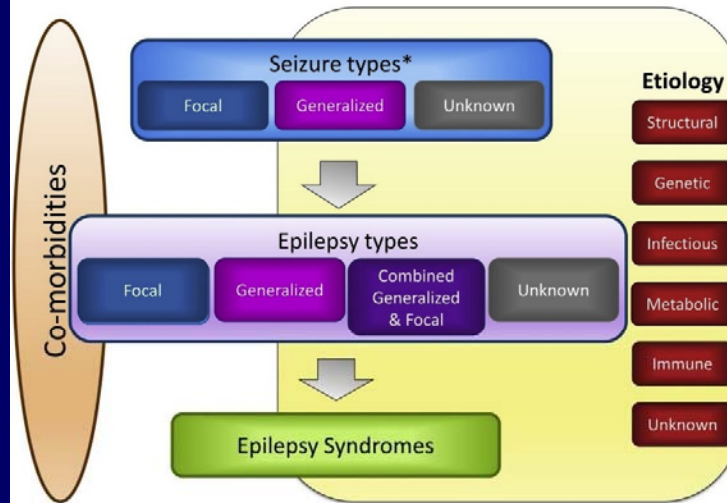 Co-morbidities
Seizure types*
Focal
Generalized
Unknown
Epilepsy types
Focal
Generalized
Combined
Generalized
& Focal
Unknown
Epilepsy Syndromes
Etiology
Structural
Genetic
Infectious
Metabolic
Immune
Unknown